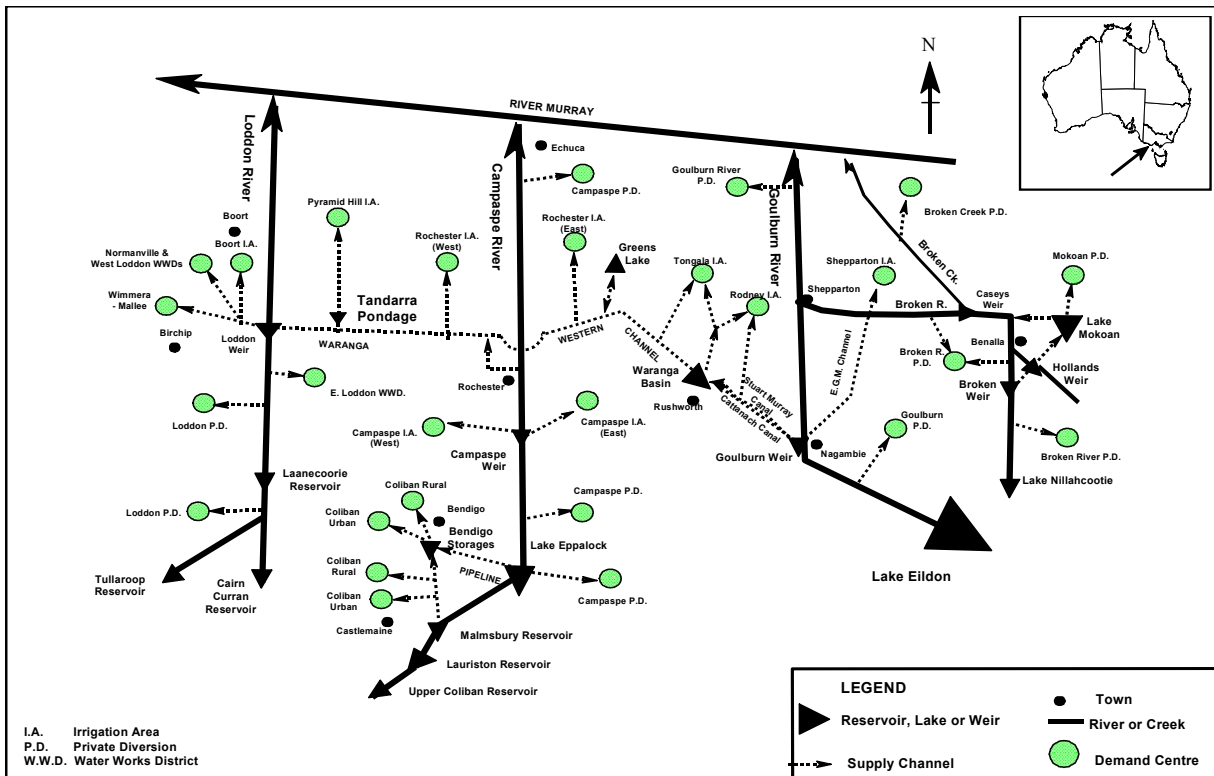 N
RIVER MURRAY
Loddon River
Campaspe River
Goulburn River
Echuca
Campaspe P.D.
Goulburn River
P.D.
Broken Creek P.D.
Broken Ck.
Boort
Boort I.A.
Pyramid Hill I.A.
Normanville &
West Loddon WWDs
Rochester I.A.
(West)
Rochester I.A.
(East)
Greens
Lake
Tongala I.A.
Shepparton I.A.
Mokoan P.D.
Wimmera
- Mallee
Tandarra
Pondage
Rodney I.A.
Shepparton
Broken R.
Caseys
Weir
Lake
Mokoan
Birchip
Loddon
Weir
WARANGA
WESTERN
CHANNEL
Waranga
Basin
E.G.M. Channel
Broken R.
P.D.
Benalla
Hollands
Weir
Broken
Weir
E. Loddon WWD.
Rochester
Rushworth
Stuart Murray
Canal
Cattanach Canal
Loddon P.D.
Campaspe I.A.
(West)
Campaspe I.A.
(East)
Goulburn
P.D.
Campaspe
Weir
Goulburn Weir
Nagambie
Broken River P.D.
Laanecoorie
Reservoir
Lake Nillahcootie
Coliban Rural
Campaspe P.D.
Loddon P.D.
Coliban
Urban
Bendigo
Bendigo
Storages
Lake Eppalock
Coliban
Rural
PIPELINE
Lake Eildon
Tullaroop
Reservoir
Cairn
Curran
Reservoir
Coliban
Urban
Campaspe P.D.
Castlemaine
Malmsbury Reservoir
Lauriston Reservoir
Upper Coliban Reservoir
LEGEND
Reservoir, Lake or Weir
Supply Channel
Town
River or Creek
Demand Centre
I.A. Irrigation Area
P.D. Private Diversion
W.W.D. Water Works District